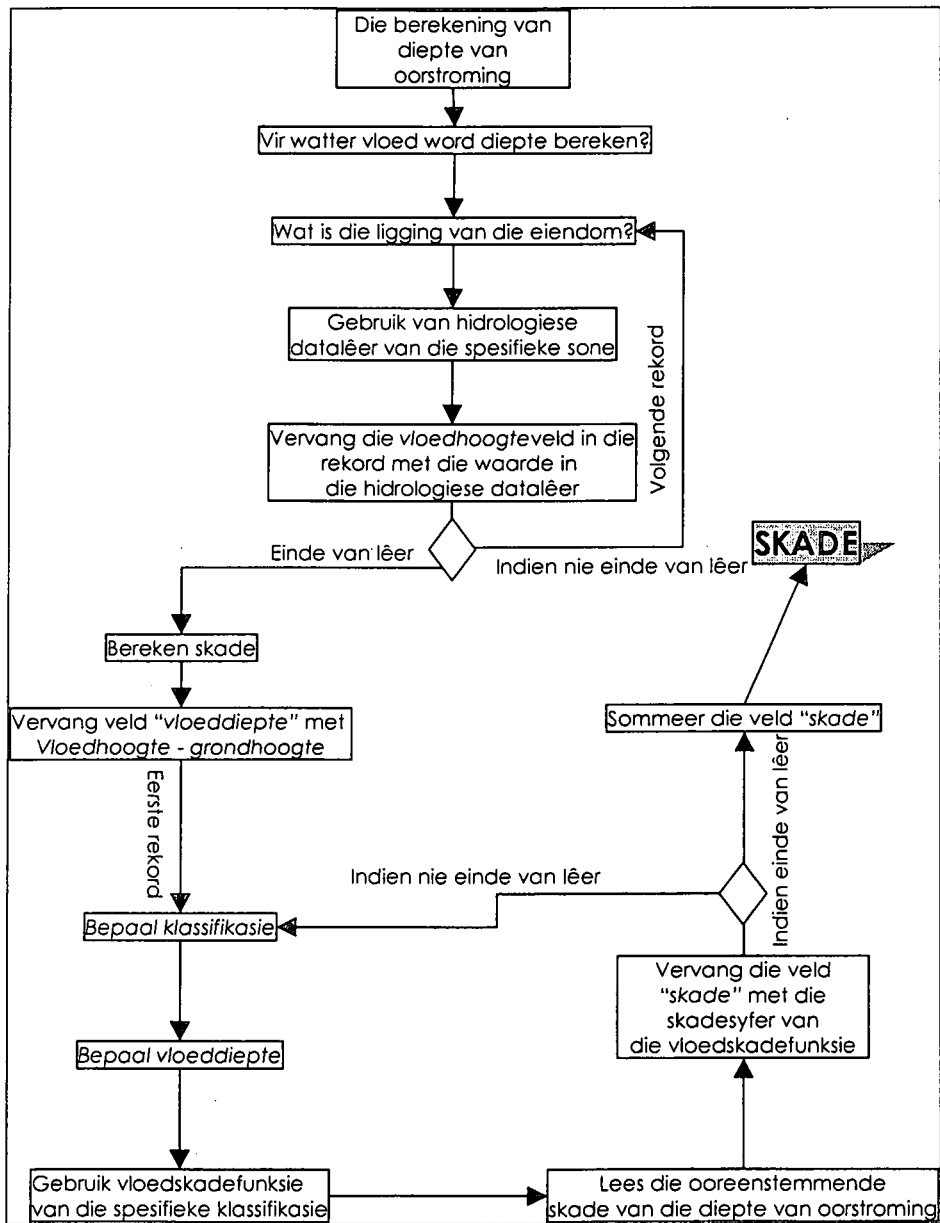 Die berekening van
diepte van
oorstroming
Vir watter vloed word diepte bereken?
Wat is die ligging van die eiendom?
Gebruik van hidrologiese
datalêer van die spesifieke sone
Volgende rekord
Vervang die vloedhoogteveld in die
rekord met die waarde in
die hidrologiese datalêer
Einde van lêer
Indien nie einde van lêer
SKADE
Bereken skade
Vervang veld “vloeddiepte” met
Vloedhoogte - grondhoogte
Sommeer die veld “skade”
Eerste rekord
Indien einde van lêer
Indien nie einde van lêer
Bepaal klassifikasie
Vervang die veld
“skade” met die
skadesyfer van
die vloedskadefunksie
Bepaal vloeddiepte
Gebruik vloedskadefunksie
van die spesifieke klassifikasie
Lees die ooreenstemmende
skade van die diepte van oorstroming